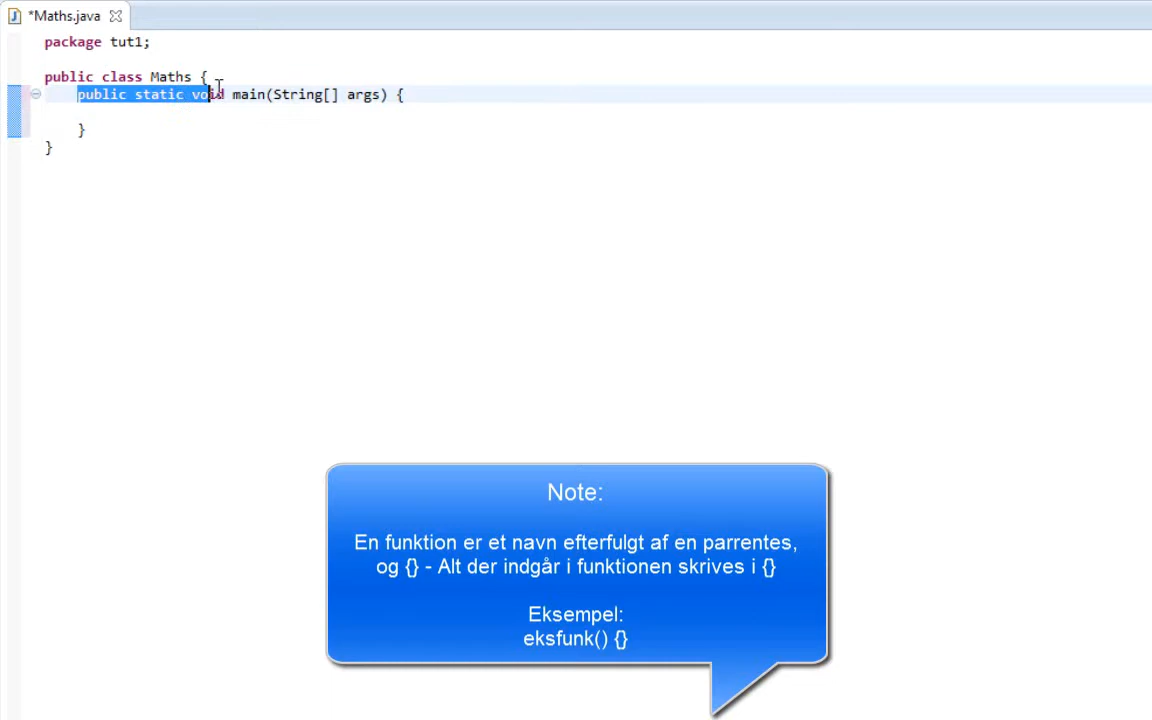 *Maths.java
package tut1;
public class Maths {
public static void main(String[] args) {
}
}
Note:
En funktion er et navn efterfulgt af en parrentes,
og {} - Alt der indgår i funktionen skrives i {}
Eksempel:
eksfunk() {}